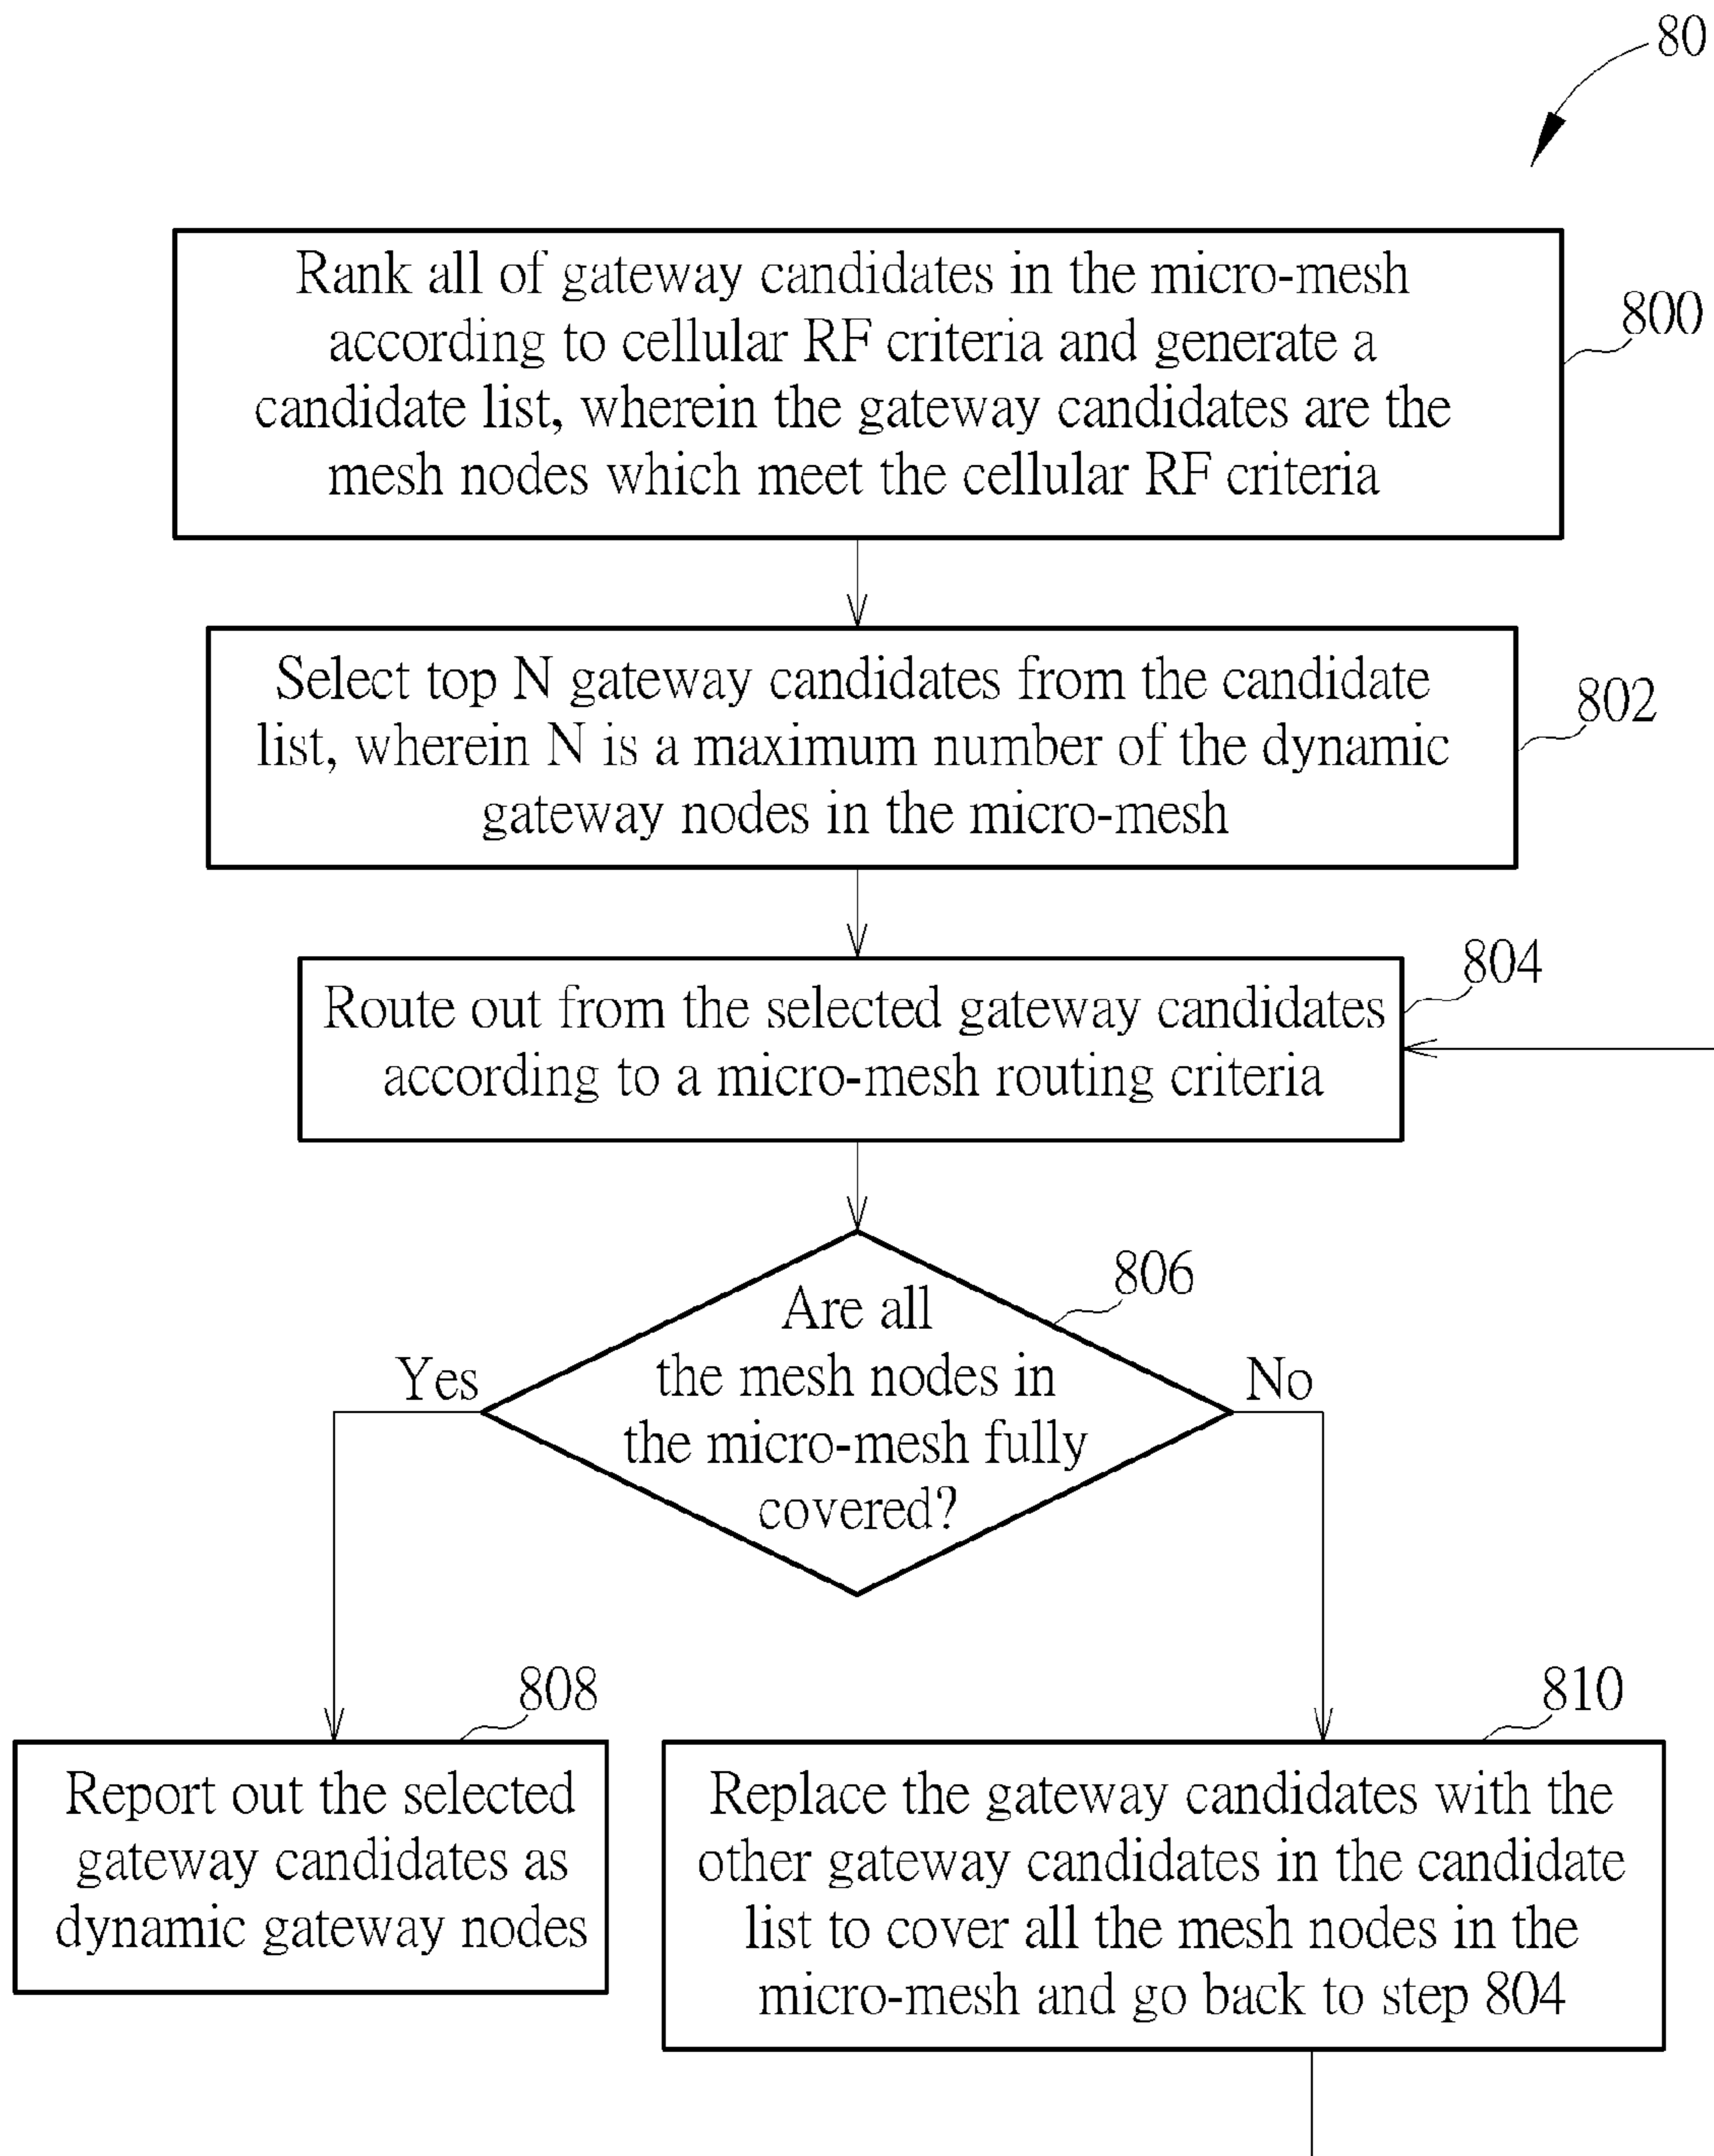 80
Rank all of gateway candidates in the micro-mesh
according to cellular RF criteria and generate a
candidate list, wherein the gateway candidates are the
mesh nodes which meet the cellular RF criteria
800
Select top N gateway candidates from the candidate
list, wherein N is a maximum number of the dynamic
gateway nodes in the micro-mesh
802
Route out from the selected gateway candidates
according to a micro-mesh routing criteria
804
Are all
the mesh nodes in
the micro-mesh fully
covered?
806
Yes
No
808
Report out the selected
gateway candidates as
dynamic gateway nodes
810
Replace the gateway candidates with the
other gateway candidates in the candidate
list to cover all the mesh nodes in the
micro-mesh and go back to step 804